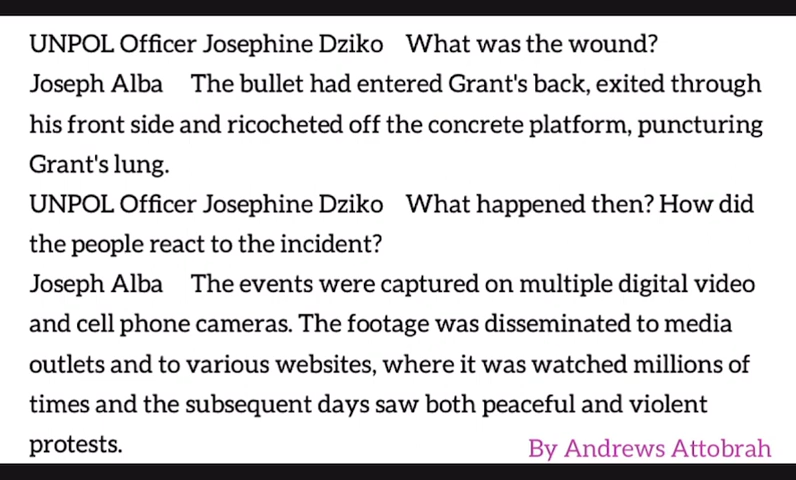 UNPOL Officer Josephine Dziko What was the wound?
Joseph Alba The bullet had entered Grant's back, exited through
his front side and ricocheted off the concrete platform, puncturing
Grant's lung.
UNPOL Officer Josephine Dziko What happened then? How did
the people react to the incident?
Joseph Alba The events were captured on multiple digital video
and cell phone cameras. The footage was disseminated to media
outlets and to various websites, where it was watched millions of
times and the subsequent days saw both peaceful and violent
protests.
By Andrews Attobrah